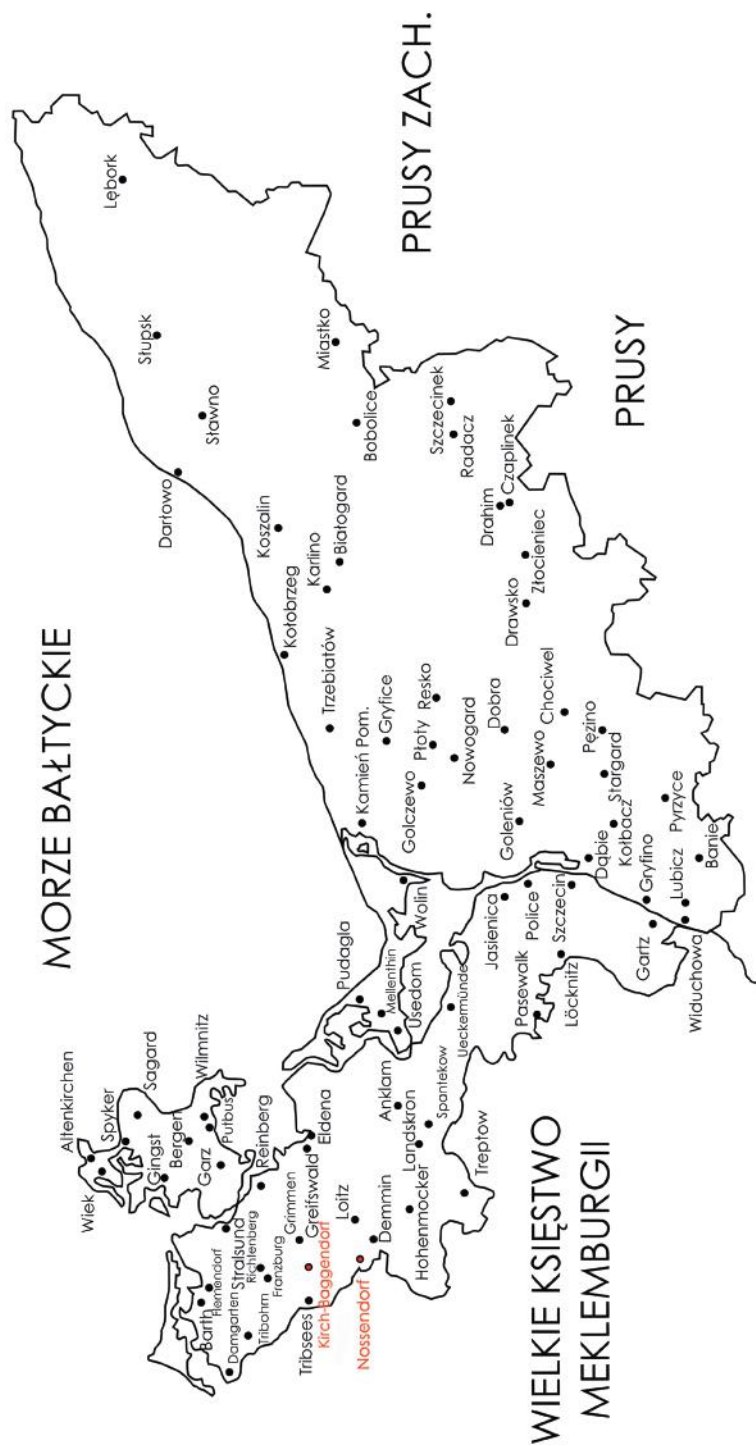 MORZE BAŁTYCKIE
PRUSY ZACH.
PRUSY
WIELKIE KSIĘSTWO
MEKLEMBURGII
Altenkirchen
Wiek
Spyker
Sagard
Gingst
Bergen
Wilmnitz
Garz
Putbus
Reinberg
Barth
Flemendorf
Damgarten
Stralsund
Richtenberg
Tribohm
Franzburg
Grimmen
Greifswald
Eldena
Tribsees
Kirch-Baggendorf
Nossendorf
Loitz
Demmin
Hohenmocker
Landskron
Anklam
Spantekow
Treptow
Pudagla
Mellenthin
Usedom
Ueckermünde
Wolin
Kamień Pom.
Jasienica
Police
Szczecin
Pasewalk
Löcknitz
Gartz
Widuchowa
Gryfino
Lubicz
Banie
Pyrzyce
Dąbie
Kołbacz
Stargard
Pęzino
Goleniów
Maszewo
Chociwel
Dobra
Nowogard
Golczewo
Płoty
Resko
Gryfice
Trzebiatów
Kołobrzeg
Koszalin
Karlino
Białogard
Drawsko
Złocieniec
Drahim
Czaplinek
Radacz
Szczecinek
Bobolice
Miastko
Darłowo
Sławno
Słupsk
Lębork